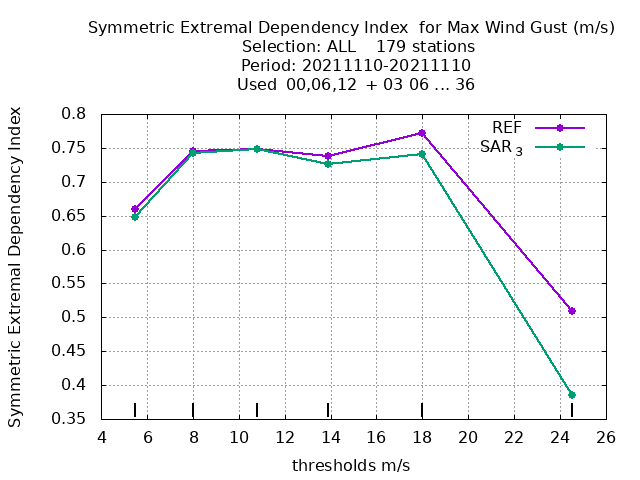 Symmetric Extremal Dependency Index  for Max Wind Gust (m/s)
Selection: ALL    179 stations
Period: 20211110-20211110
Used  00,06,12  + 03 06 ... 36
Symmetric Extremal Dependency Index
0.8
0.75
0.7
0.65
0.6
0.55
0.5
0.45
0.4
0.35
REF
SAR 3
4 6 8 10 12 14 16 18 20 22 24 26
thresholds m/s